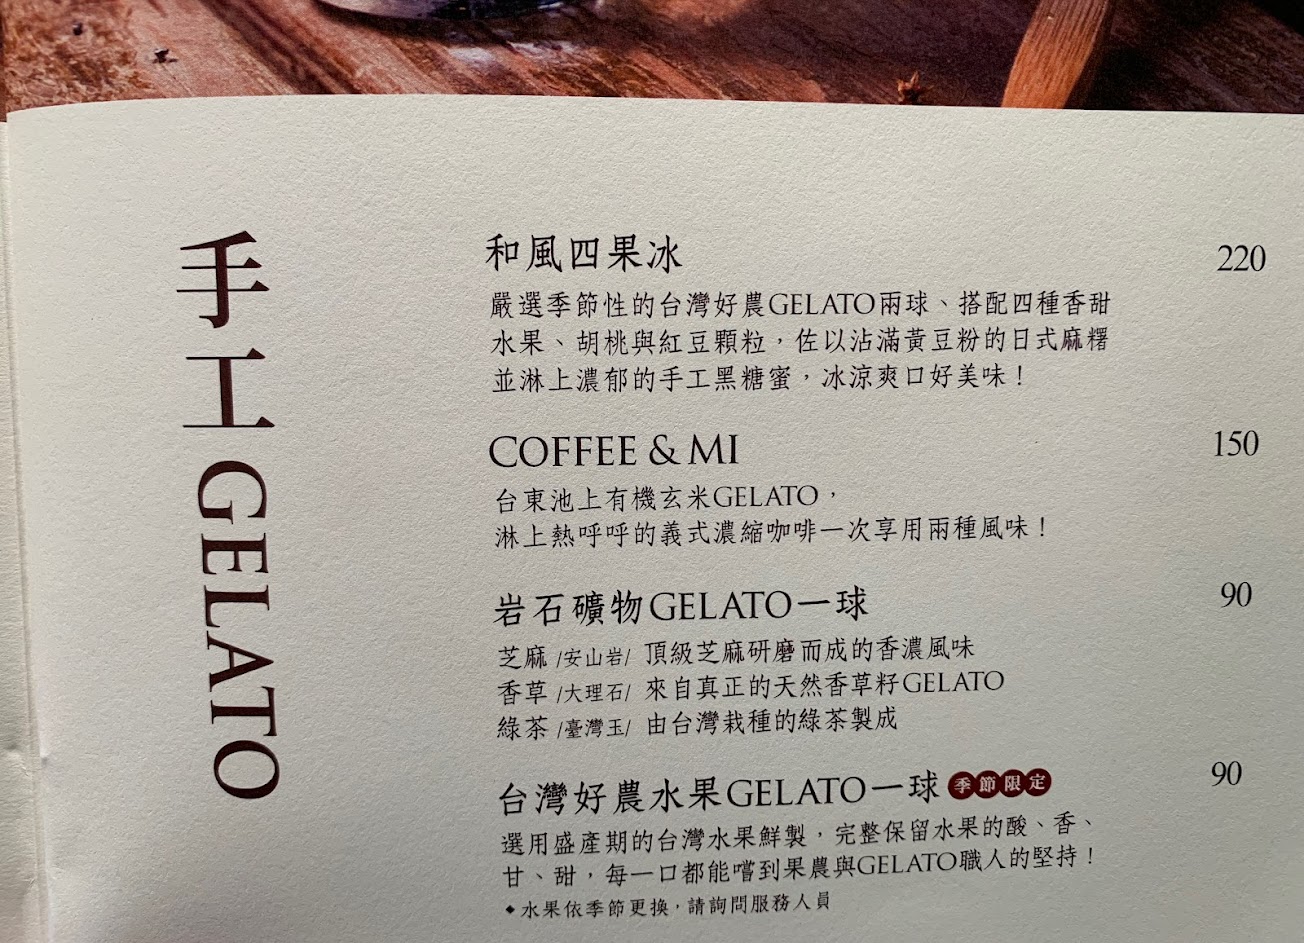 手工GELATO
和風四果冰 220
嚴選季節性的台灣好農GELATO兩球、搭配四種香甜
水果、胡桃與紅豆顆粒，佐以沾滿黃豆粉的日式麻糬
並淋上濃郁的手工黑糖蜜，冰涼爽口好美味！
COFFEE & MI 150
台東池上有機玄米GELATO，
淋上熱呼呼的義式濃縮咖啡一次享用兩種風味！
岩石礦物GELATO一球 90
芝麻 /安山岩/ 頂級芝麻研磨而成的香濃風味
香草 /大理石/ 來自真正的天然香草籽GELATO
綠茶 /臺灣玉/ 由台灣栽種的綠茶製成
台灣好農水果GELATO一球 季節限定 90
選用盛產期的台灣水果鮮製，完整保留水果的酸、香、
甘、甜，每一口都能嚐到果農與GELATO職人的堅持！
◆水果依季節更換，請詢問服務人員